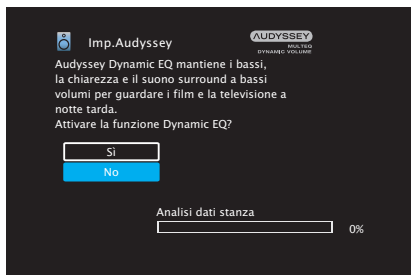 Imp.Audyssey
AUDYSSEY
MULTEQ
DYNAMIC VOLUME
Audyssey Dynamic EQ mantiene i bassi,
la chiarezza e il suono surround a bassi
volumi per guardare i film e la televisione a
notte tarda.
Attivare la funzione Dynamic EQ?
Sì
No
Analisi dati stanza
0%